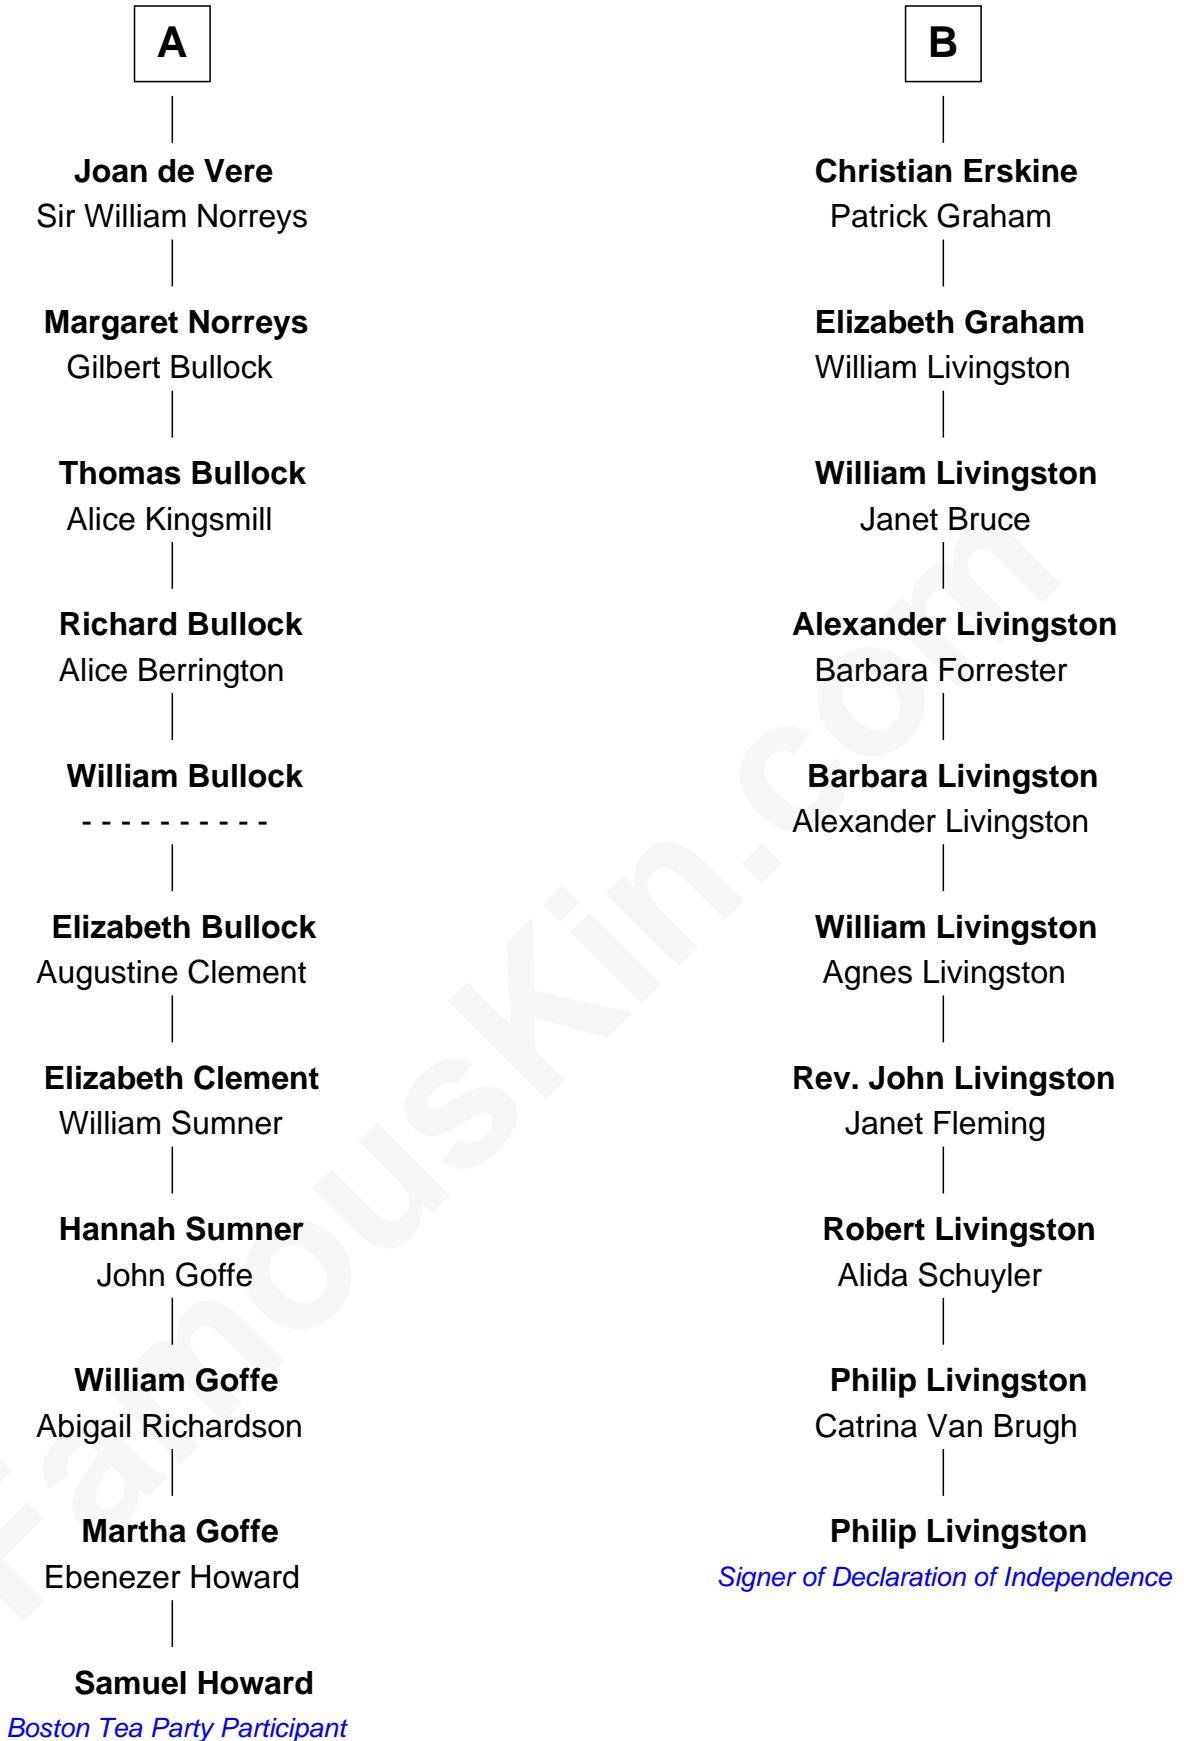 A
Joan de Vere
Sir William Norreys
Margaret Norreys
Gilbert Bullock
Thomas Bullock
Alice Kingsmill
Richard Bullock
Alice Berrington
William Bullock
- - - - - - - - - -
Elizabeth Bullock
Augustine Clement
Elizabeth Clement
William Sumner
Hannah Sumner
John Goffe
William Goffe
Abigail Richardson
Martha Goffe
Ebenezer Howard
Samuel Howard
Boston Tea Party Participant
B
Christian Erskine
Patrick Graham
Elizabeth Graham
William Livingston
William Livingston
Janet Bruce
Alexander Livingston
Barbara Forrester
Barbara Livingston
Alexander Livingston
William Livingston
Agnes Livingston
Rev. John Livingston
Janet Fleming
Robert Livingston
Alida Schuyler
Philip Livingston
Catrina Van Brugh
Philip Livingston
Signer of Declaration of Independence
FamousKin.com